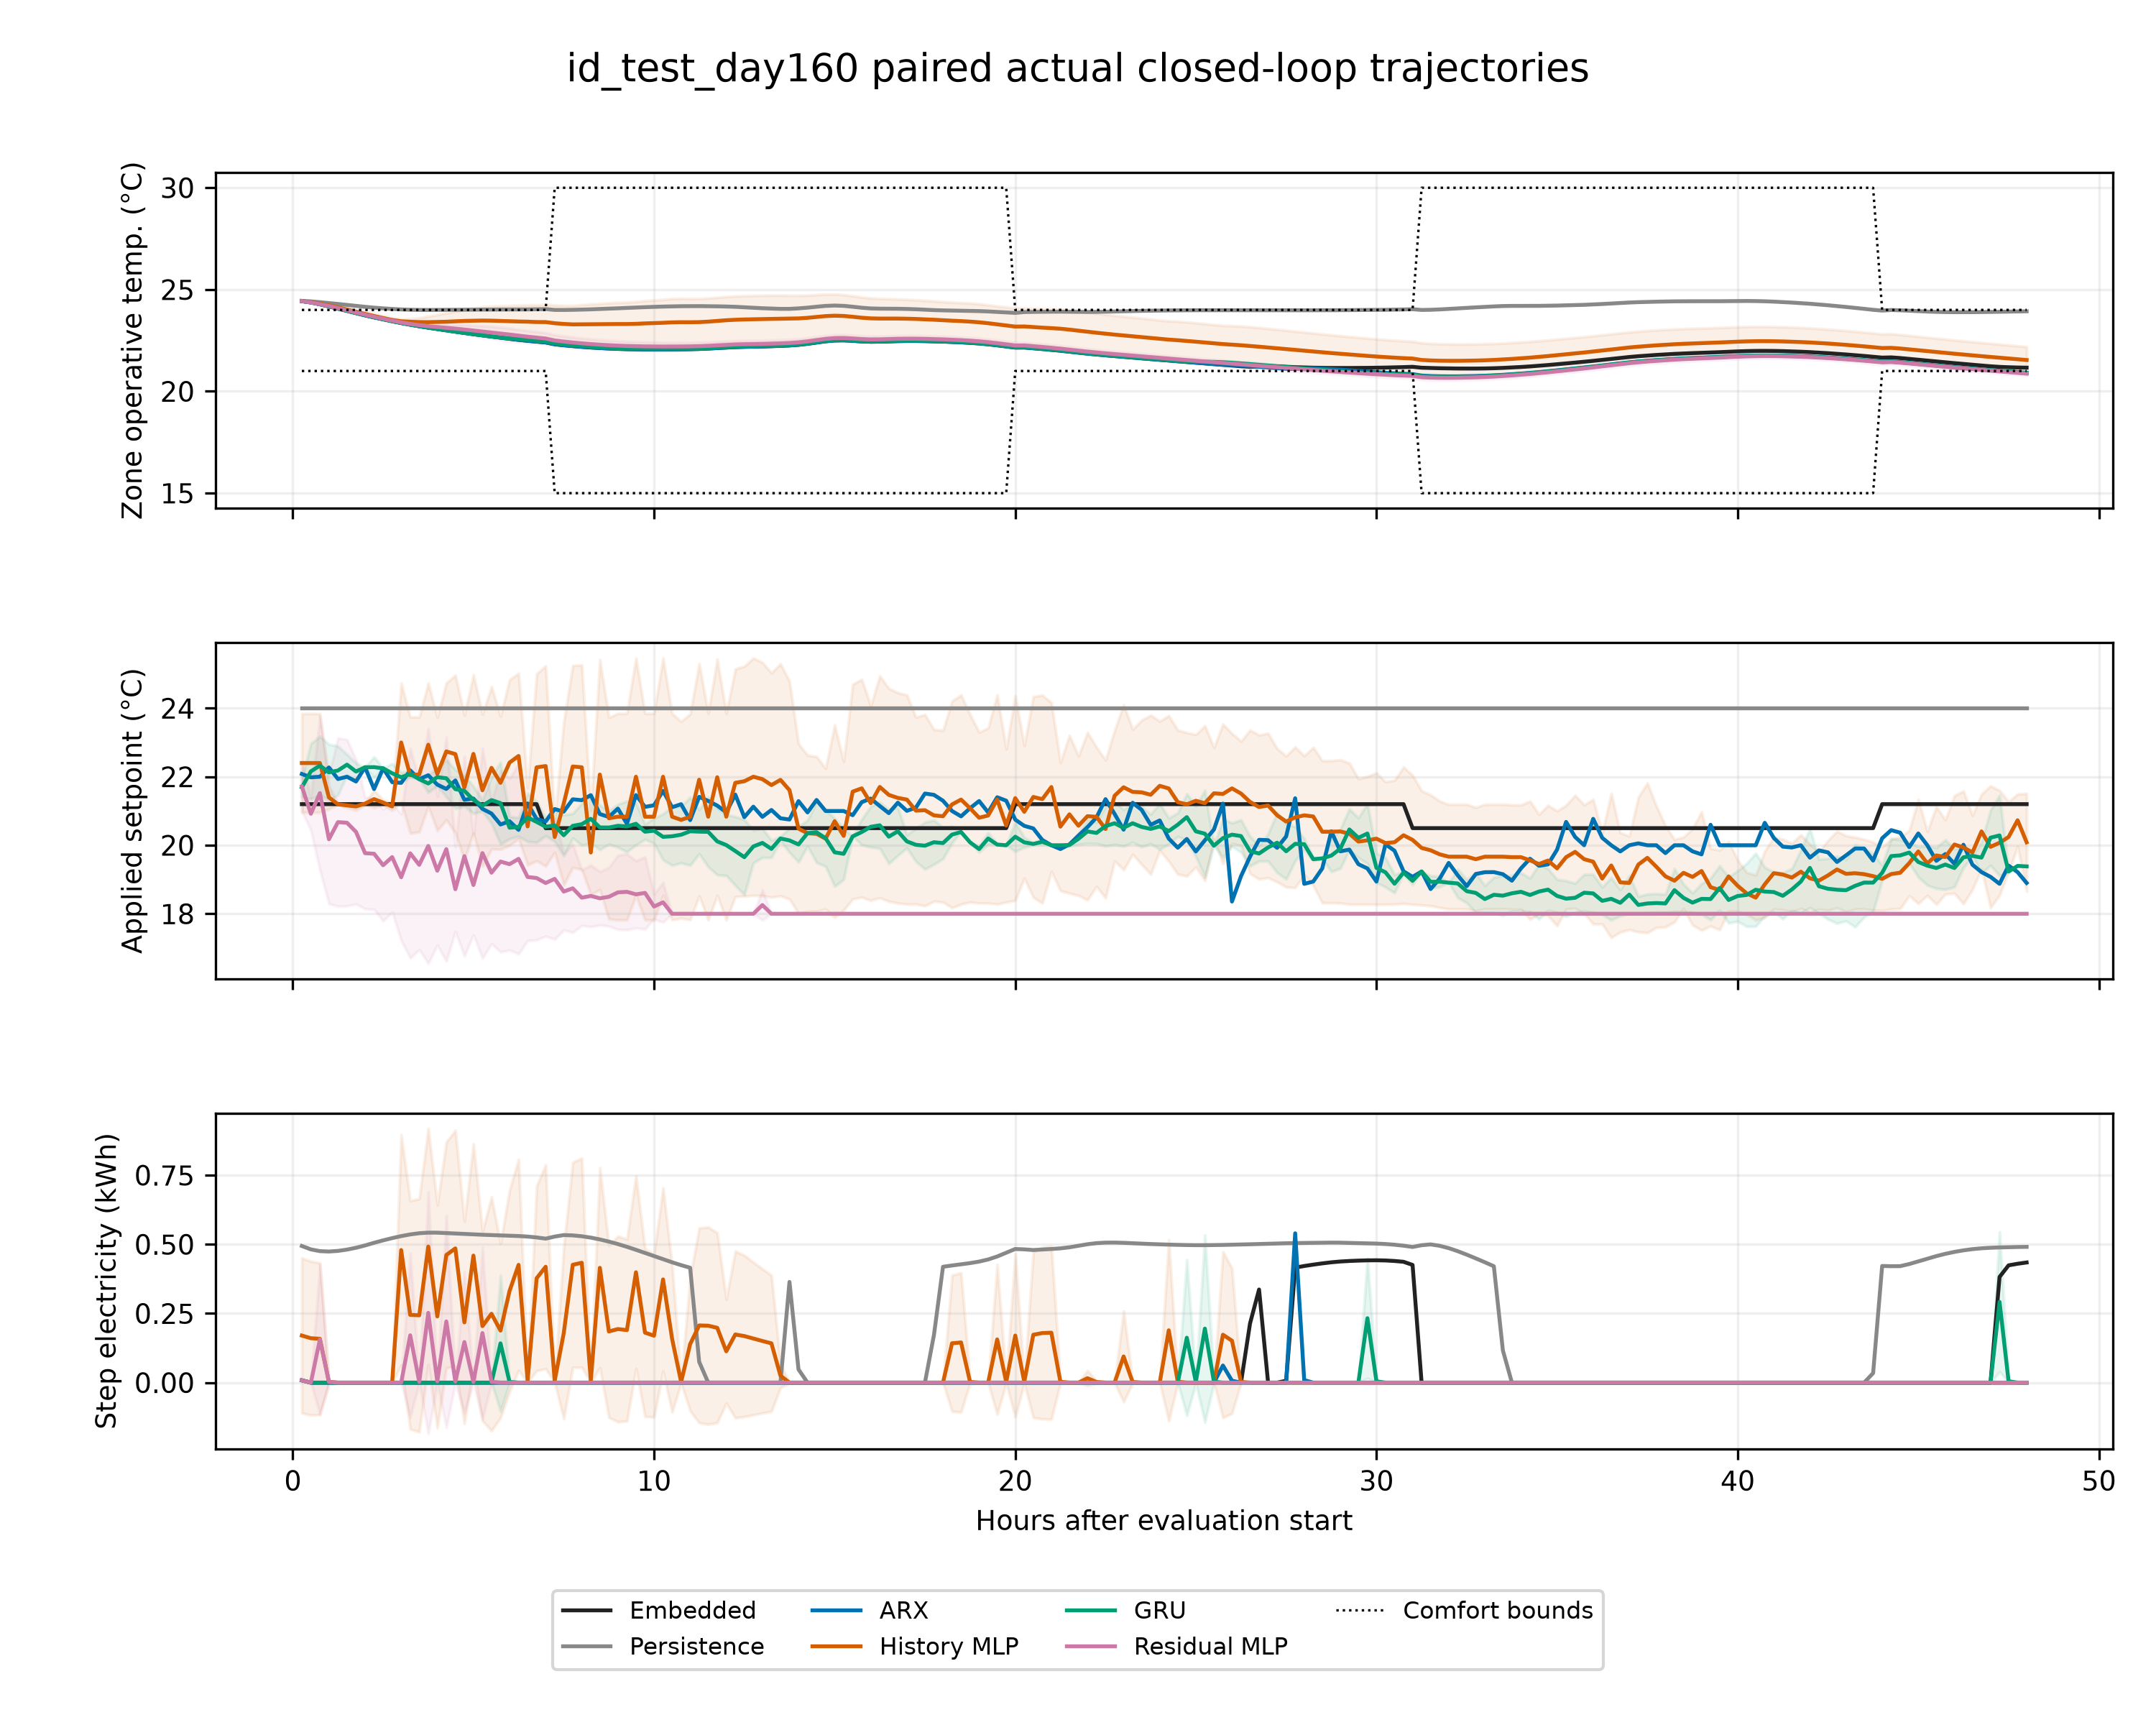 id_test_day160 paired actual closed-loop trajectories
Zone operative temp. (°C)
30
25
20
15
Applied setpoint (°C)
24
22
20
18
Step electricity (kWh)
0.75
0.50
0.25
0.00
0
10
20
30
40
50
Hours after evaluation start
Embedded
Persistence
ARX
History MLP
GRU
Residual MLP
Comfort bounds